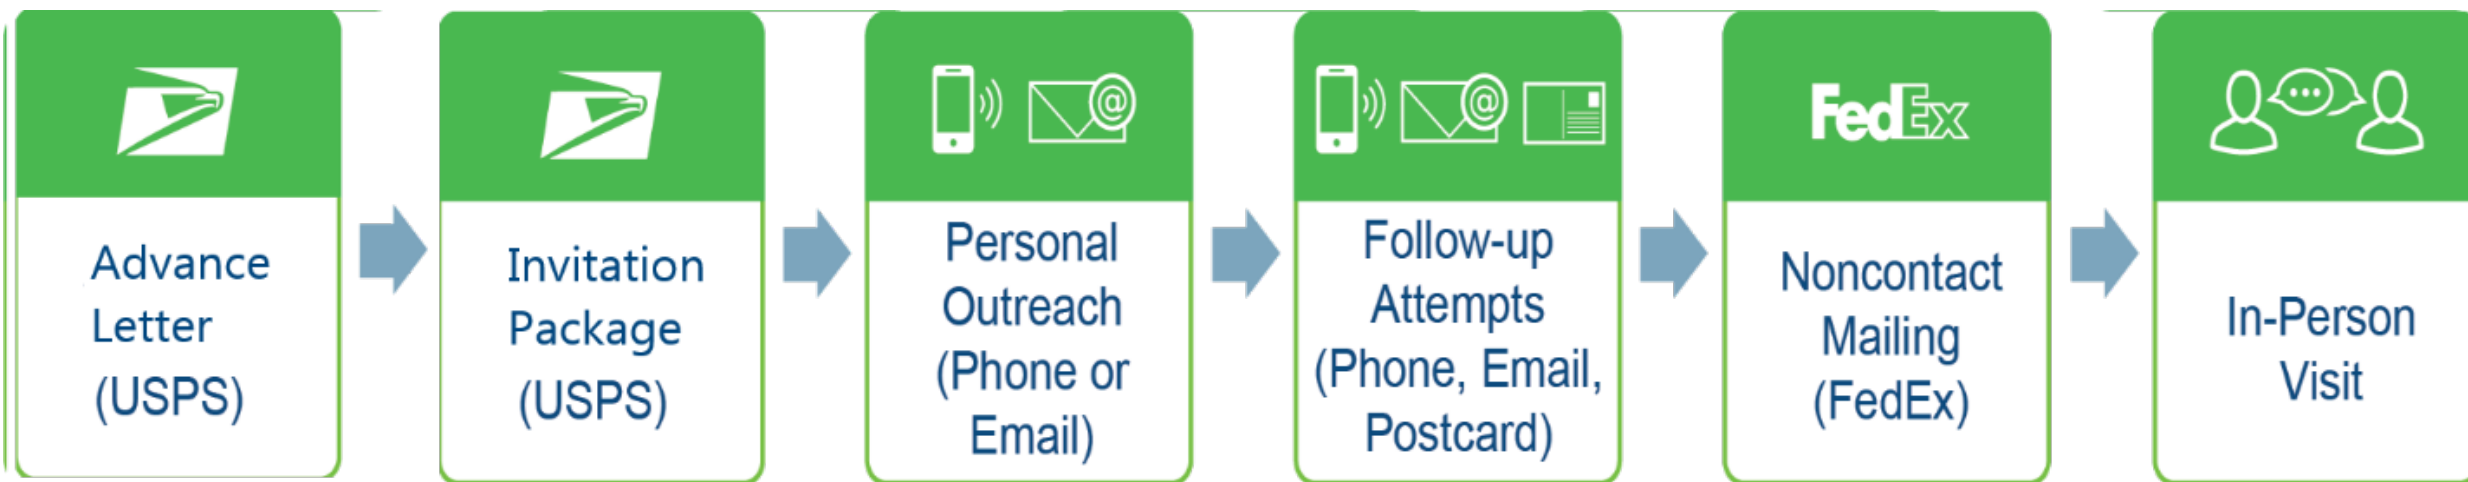 Advance
Letter
(USPS)
Invitation
Package
(USPS)
@
Personal
Outreach
(Phone or
Email)
@
Follow-up
Attempts
(Phone, Email,
Postcard)
FedEx
Noncontact
Mailing
(FedEx)
In-Person
Visit